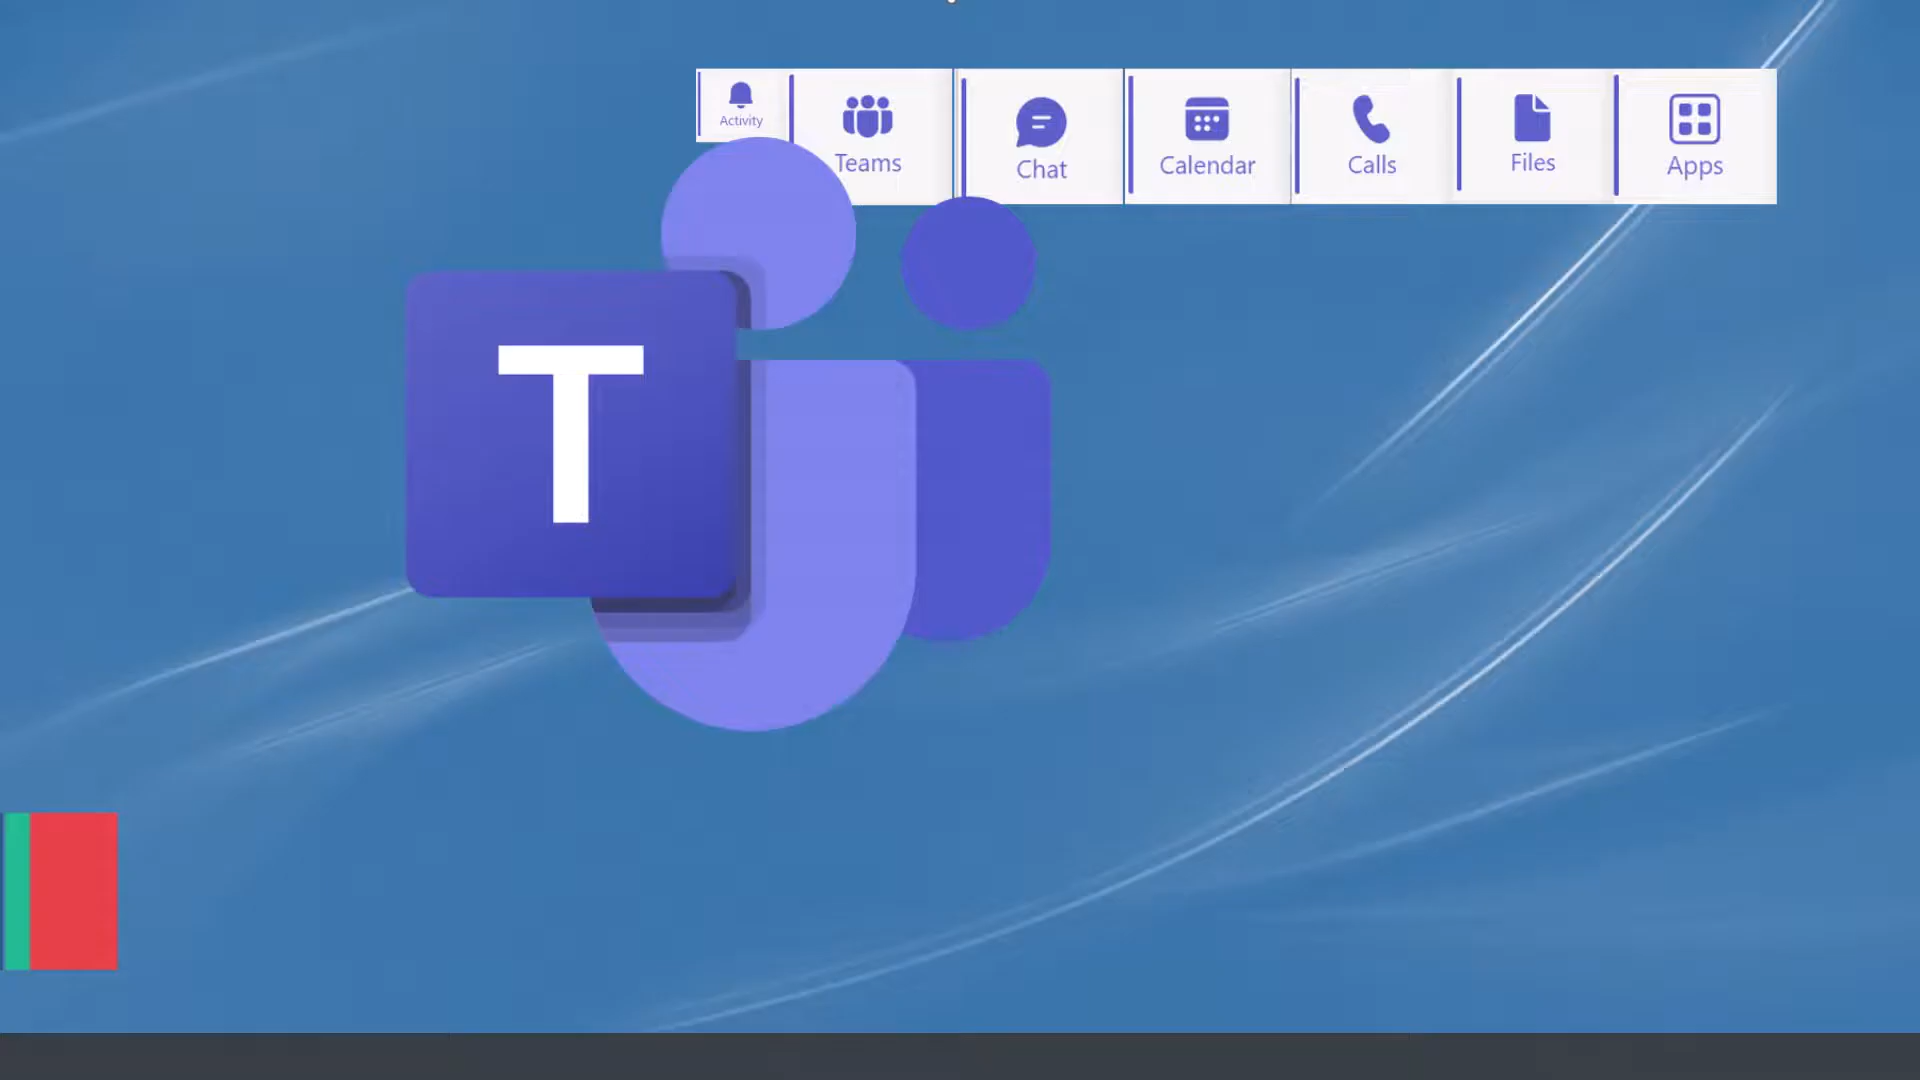 Activity
Teams
Chat
Calendar
Calls
Files
Apps
T